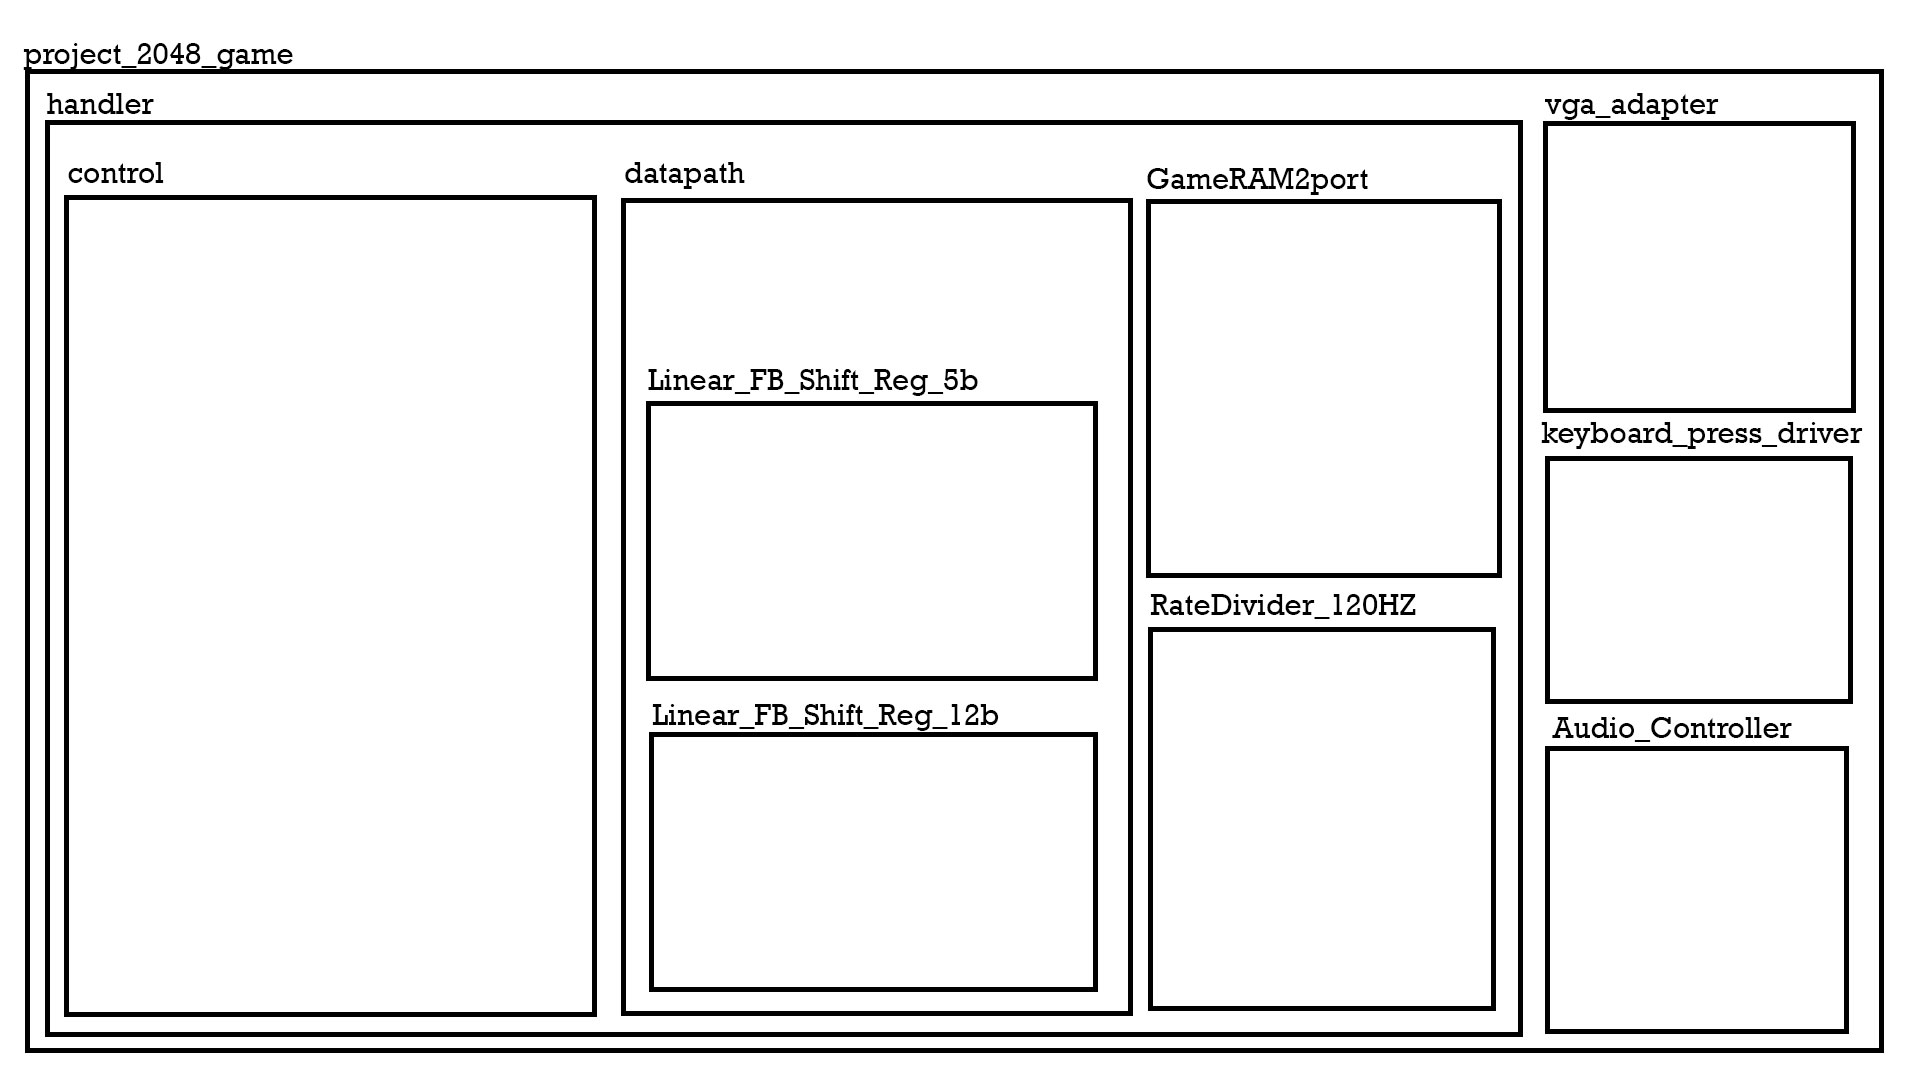 project_2048_game
handler
vga_adapter
control
datapath
GameRAM2port
Linear_FB_Shift_Reg_5b
keyboard_press_driver
RateDivider_120HZ
Linear_FB_Shift_Reg_12b
Audio_Controller